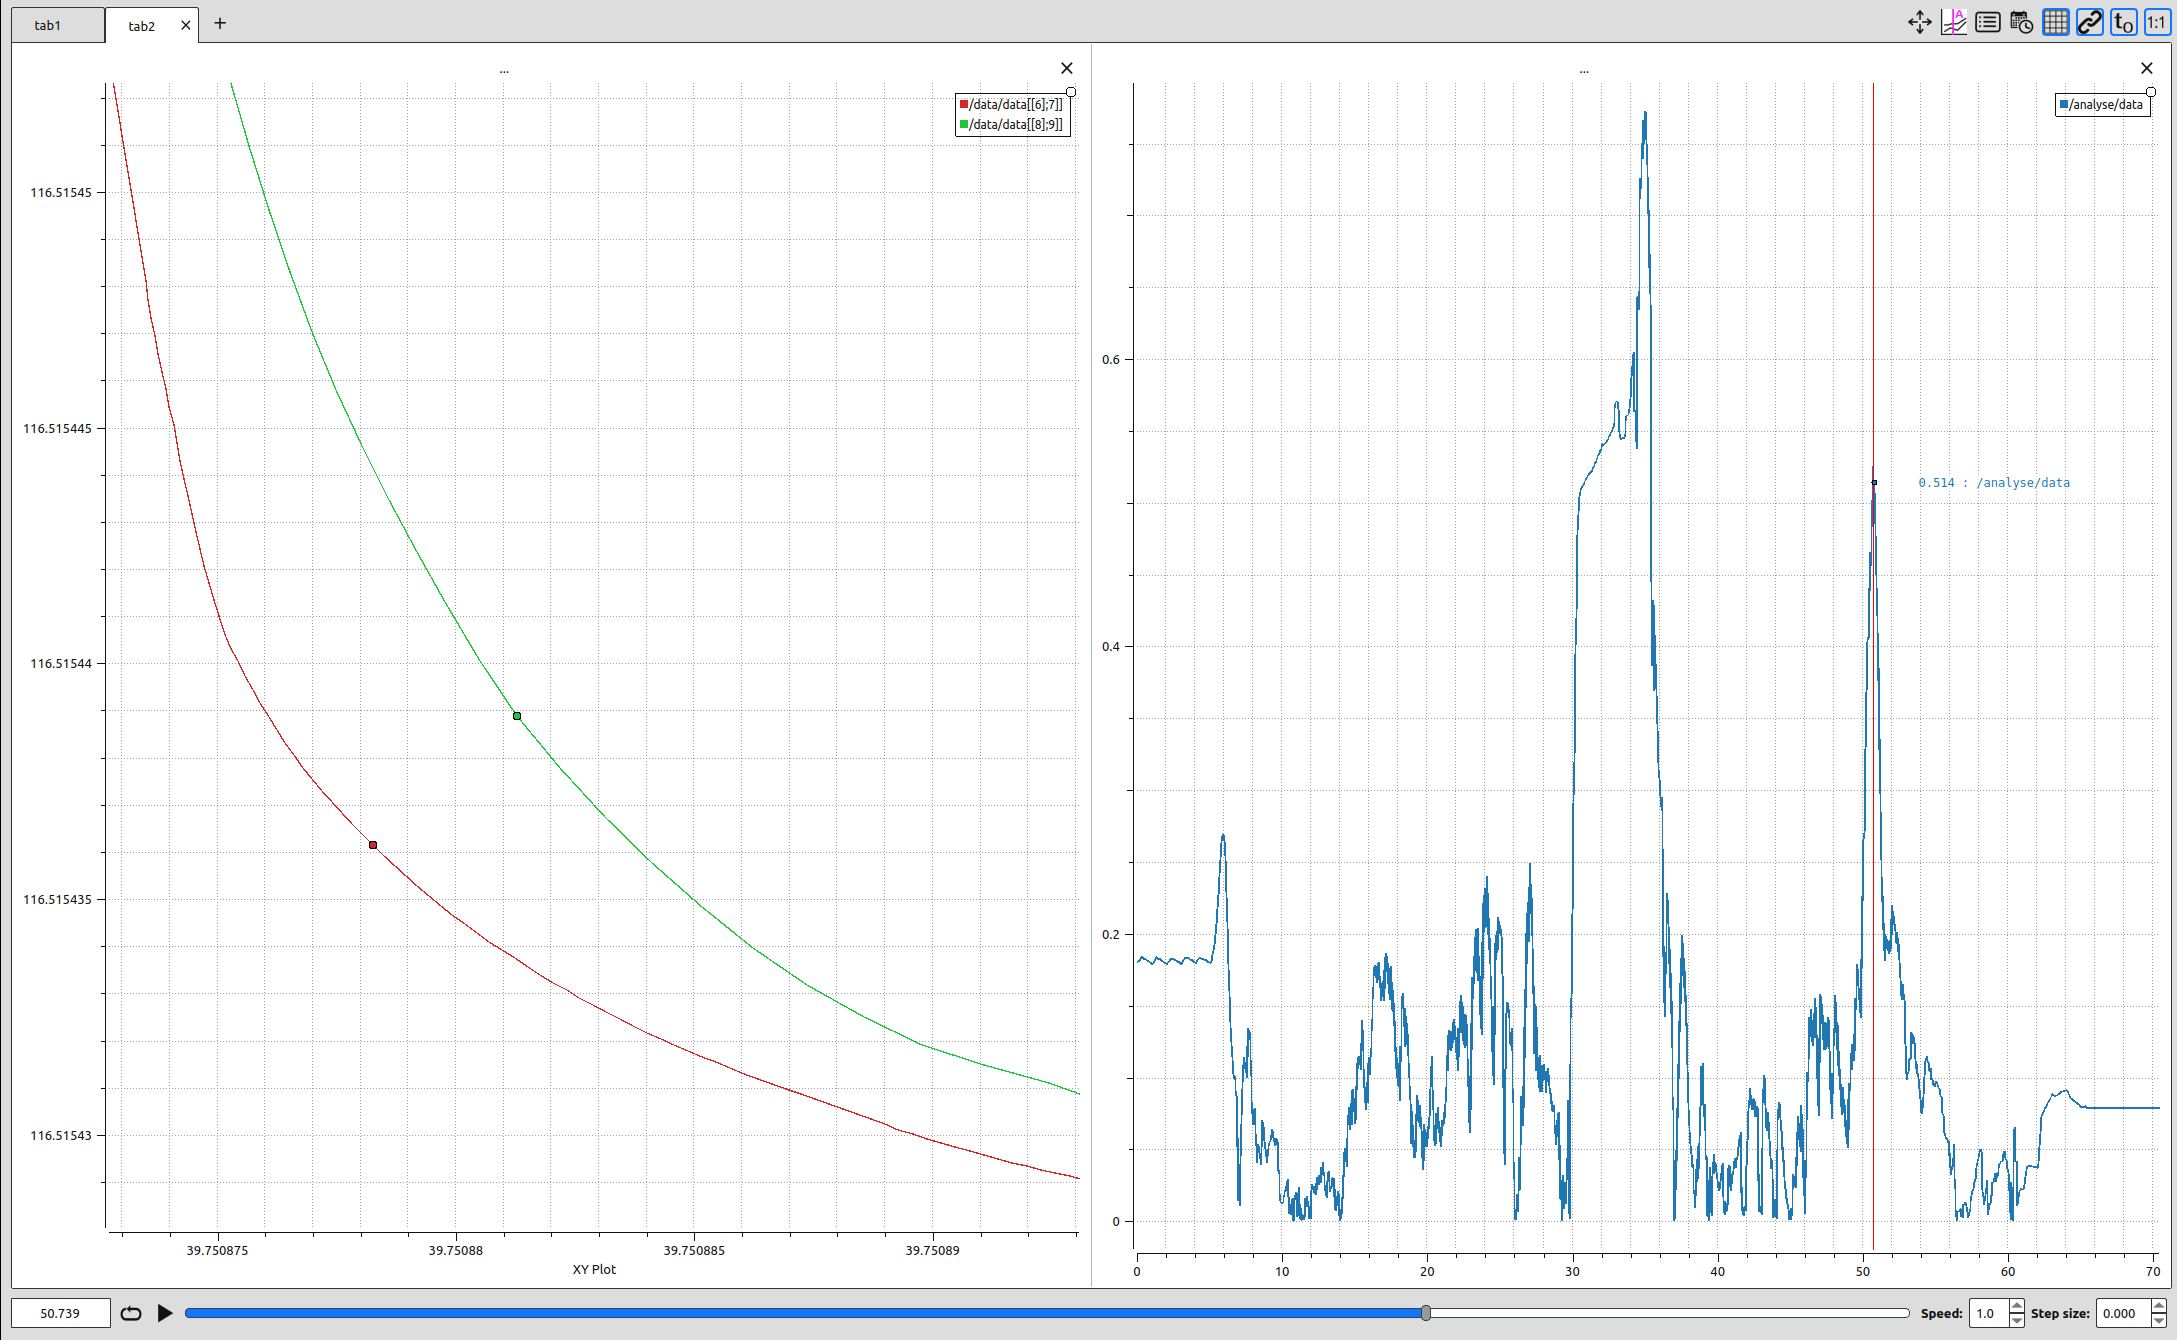 tab1
tab2
+
A
t0
1:1
...
/data/data[[6];7]]
/data/data[[8];9]]
116.51545
116.515445
116.51544
116.515435
116.51543
39.750875
39.75088
39.750885
39.75089
XY Plot
...
/analyse/data
0.6
0.4
0.2
0
0.514 : /analyse/data
0
10
20
30
40
50
60
70
50.739
Speed:
1.0
Step size:
0.000